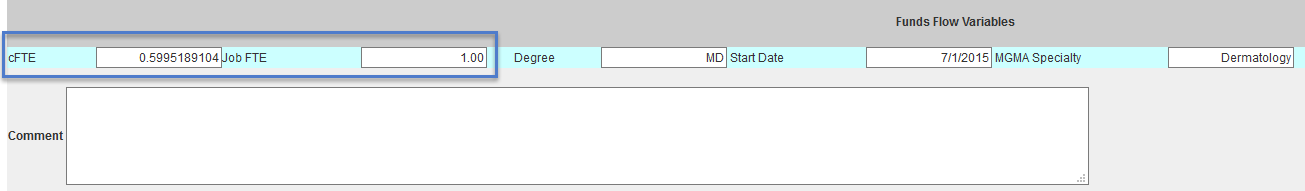 Funds Flow Variables
cFTE 0.5995189104 Job FTE 1.00 Degree MD Start Date 7/1/2015 MGMA Specialty Dermatology
Comment